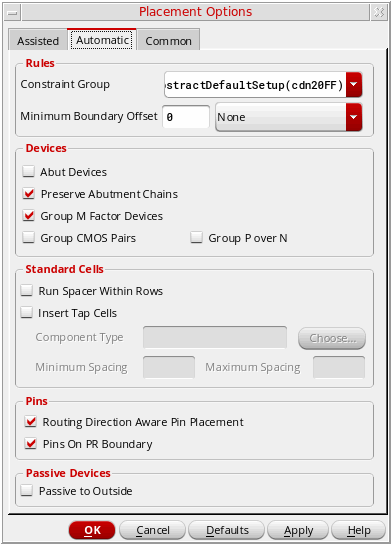 Placement Options
Assisted Automatic Common
Rules
Constraint Group stractDefaultSetup(cdn20FF)
Minimum Boundary Offset 0 None
Devices
Abut Devices
Preserve Abutment Chains
Group M Factor Devices
Group CMOS Pairs Group P over N
Standard Cells
Run Spacer Within Rows
Insert Tap Cells
Component Type Choose...
Minimum Spacing Maximum Spacing
Pins
Routing Direction Aware Pin Placement
Pins On PR Boundary
Passive Devices
Passive to Outside
OK Cancel Defaults Apply Help